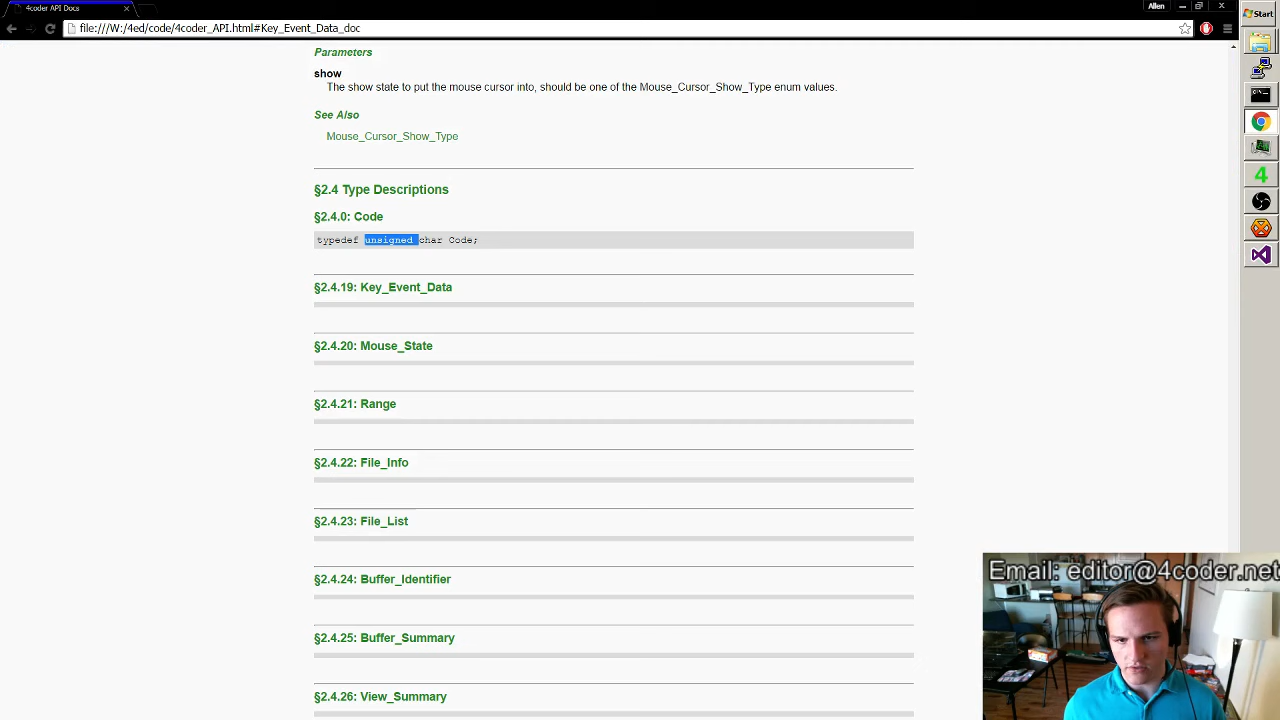 4coder API Docs
Allen
Start
file:///W:/4ed/code/4coder_API.html#Key_Event_Data_doc
Parameters
show
The show state to put the mouse cursor into, should be one of the Mouse_Cursor_Show_Type enum values.
See Also
Mouse_Cursor_Show_Type
§2.4 Type Descriptions
§2.4.0: Code
typedef unsigned char Code;
§2.4.19: Key_Event_Data
§2.4.20: Mouse_State
§2.4.21: Range
§2.4.22: File_Info
§2.4.23: File_List
§2.4.24: Buffer_Identifier
§2.4.25: Buffer_Summary
§2.4.26: View_Summary
4
Email: editor@4coder.net